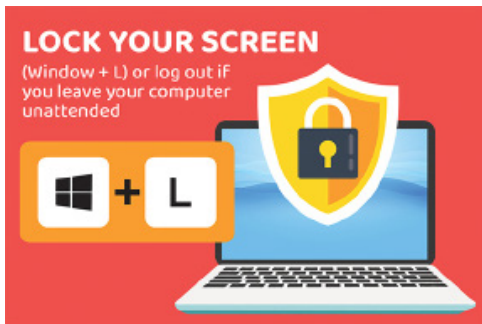 LOCK YOUR SCREEN
(Window + L) or log out if
you leave your computer
unattended
+ L